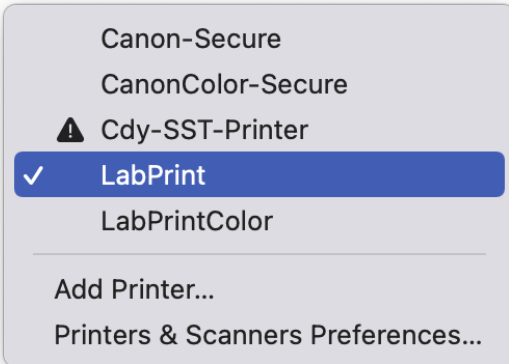 Canon-Secure
CanonColor-Secure
Cdy-SST-Printer
LabPrint
LabPrintColor
Add Printer...
Printers & Scanners Preferences...